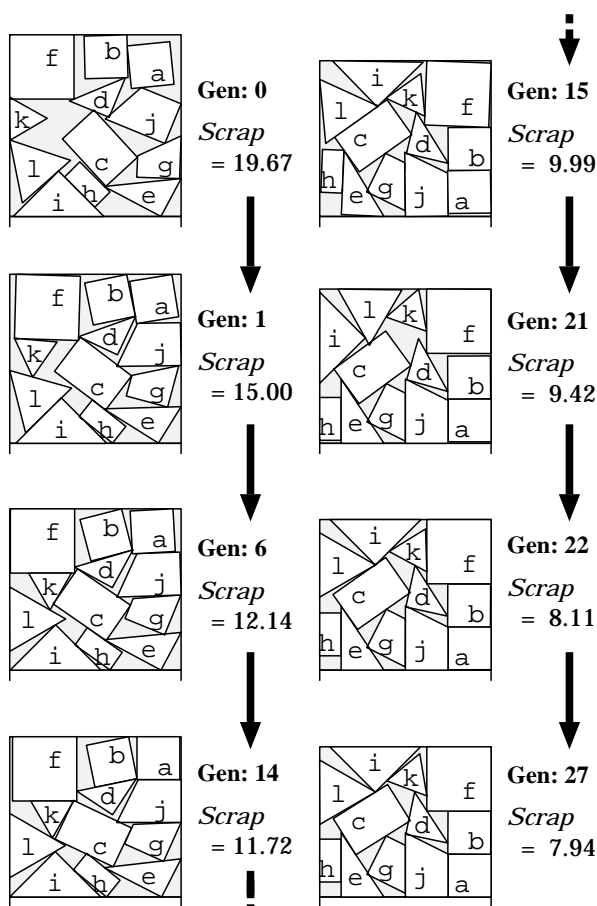 f b a
d
k j
l c g
i h e
Gen: 0
Scrap
= 19.67
f b a
d
k j
l c g
i h e
Gen: 1
Scrap
= 15.00
f b a
d
k j
l c g
i h e
Gen: 6
Scrap
= 12.14
f b a
d
k j
l c g
i h e
Gen: 14
Scrap
= 11.72
i
l k f
c d b
h e g j a
Gen: 15
Scrap
= 9.99
l k f
i
c d b
h e g j a
Gen: 21
Scrap
= 9.42
i
l k f
c d b
h e g j a
Gen: 22
Scrap
= 8.11
i
l k f
c d b
h e g j a
Gen: 27
Scrap
= 7.94